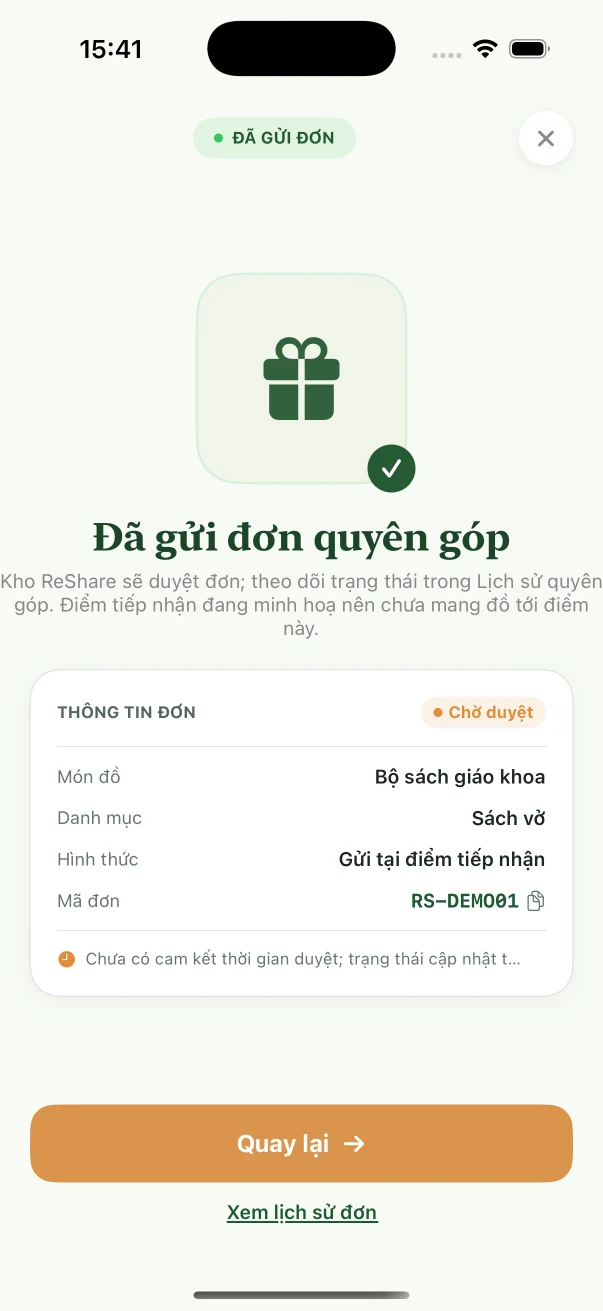 15:41
ĐÃ GỬI ĐƠN
Đã gửi đơn quyên góp
Kho ReShare sẽ duyệt đơn; theo dõi trạng thái trong Lịch sử quyên
góp. Điểm tiếp nhận đang minh hoạ nên chưa mang đồ tới điểm
này.
THÔNG TIN ĐƠN
Chờ duyệt
Món đồ
Bộ sách giáo khoa
Danh mục
Sách vở
Hình thức
Gửi tại điểm tiếp nhận
Mã đơn
RS-DEMO01
Chưa có cam kết thời gian duyệt; trạng thái cập nhật t...
Quay lại →
Xem lịch sử đơn